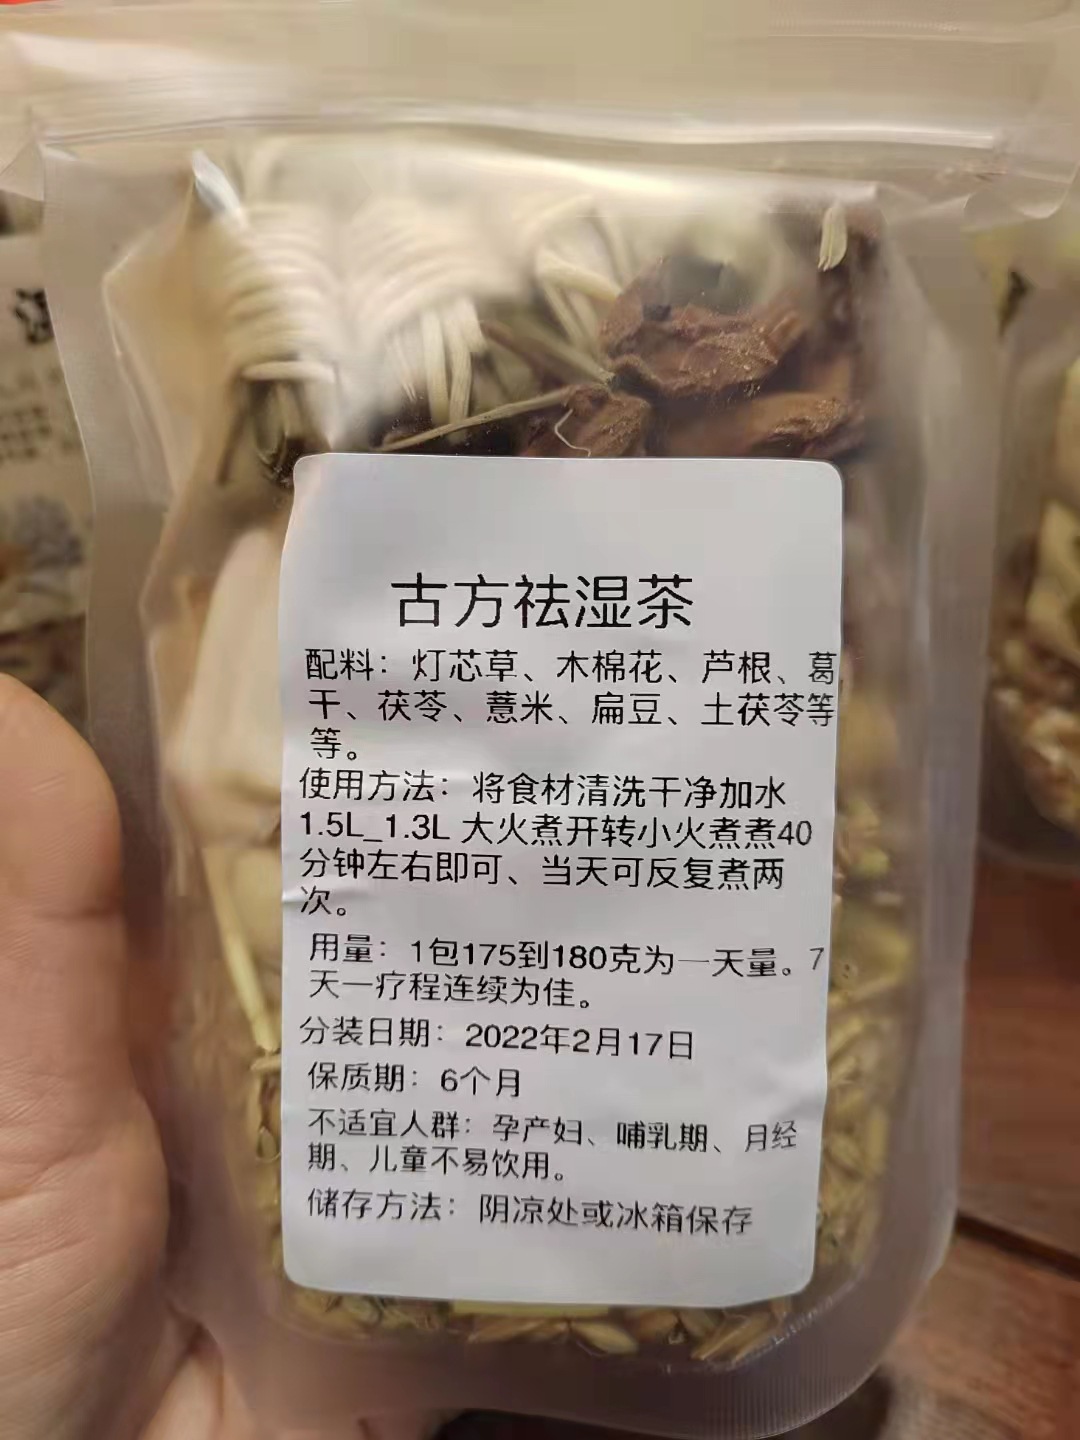 古方祛湿茶
配料：灯芯草、木棉花、芦根、葛
干、茯苓、薏米、扁豆、土茯苓等
等。
使用方法：将食材清洗干净加水
1.5L_1.3L 大火煮开转小火煮煮40
分钟左右即可、当天可反复煮两
次。
用量：1包175到180克为一天量。7
天一疗程连续为佳。
分装日期：2022年2月17日
保质期：6个月
不适宜人群：孕产妇、哺乳期、月经
期、儿童不易饮用。
储存方法：阴凉处或冰箱保存